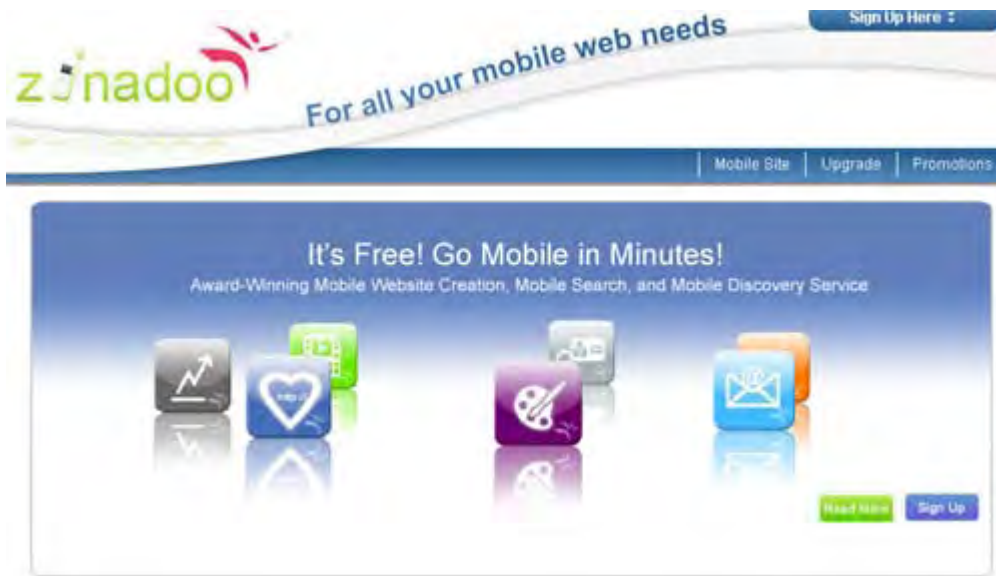 Sign Up Here
zinadoo
For all your mobile web needs
Mobile Site
Upgrade
Promotions
It's Free! Go Mobile in Minutes!
Award-Winning Mobile Website Creation, Mobile Search, and Mobile Discovery Service
Read More
Sign Up